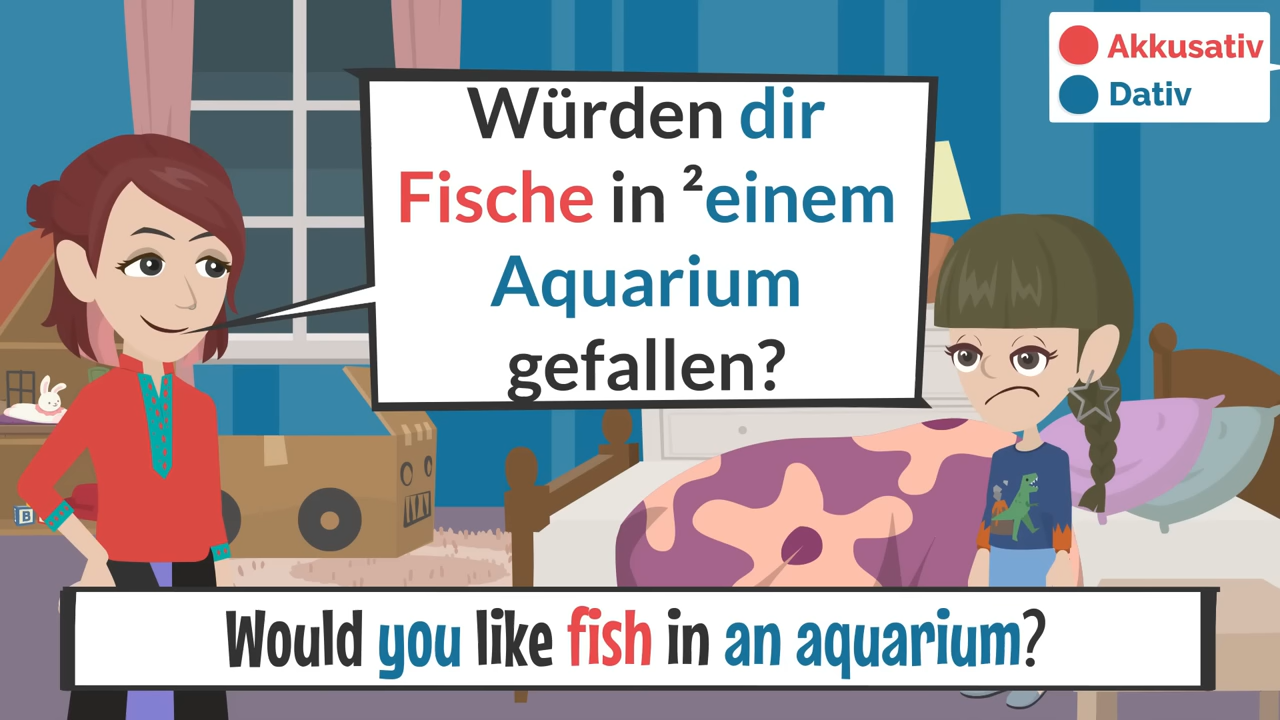 Akkusativ
Dativ
Würden dir
Fische in ²einem
Aquarium
gefallen?
B
Would you like fish in an aquarium?